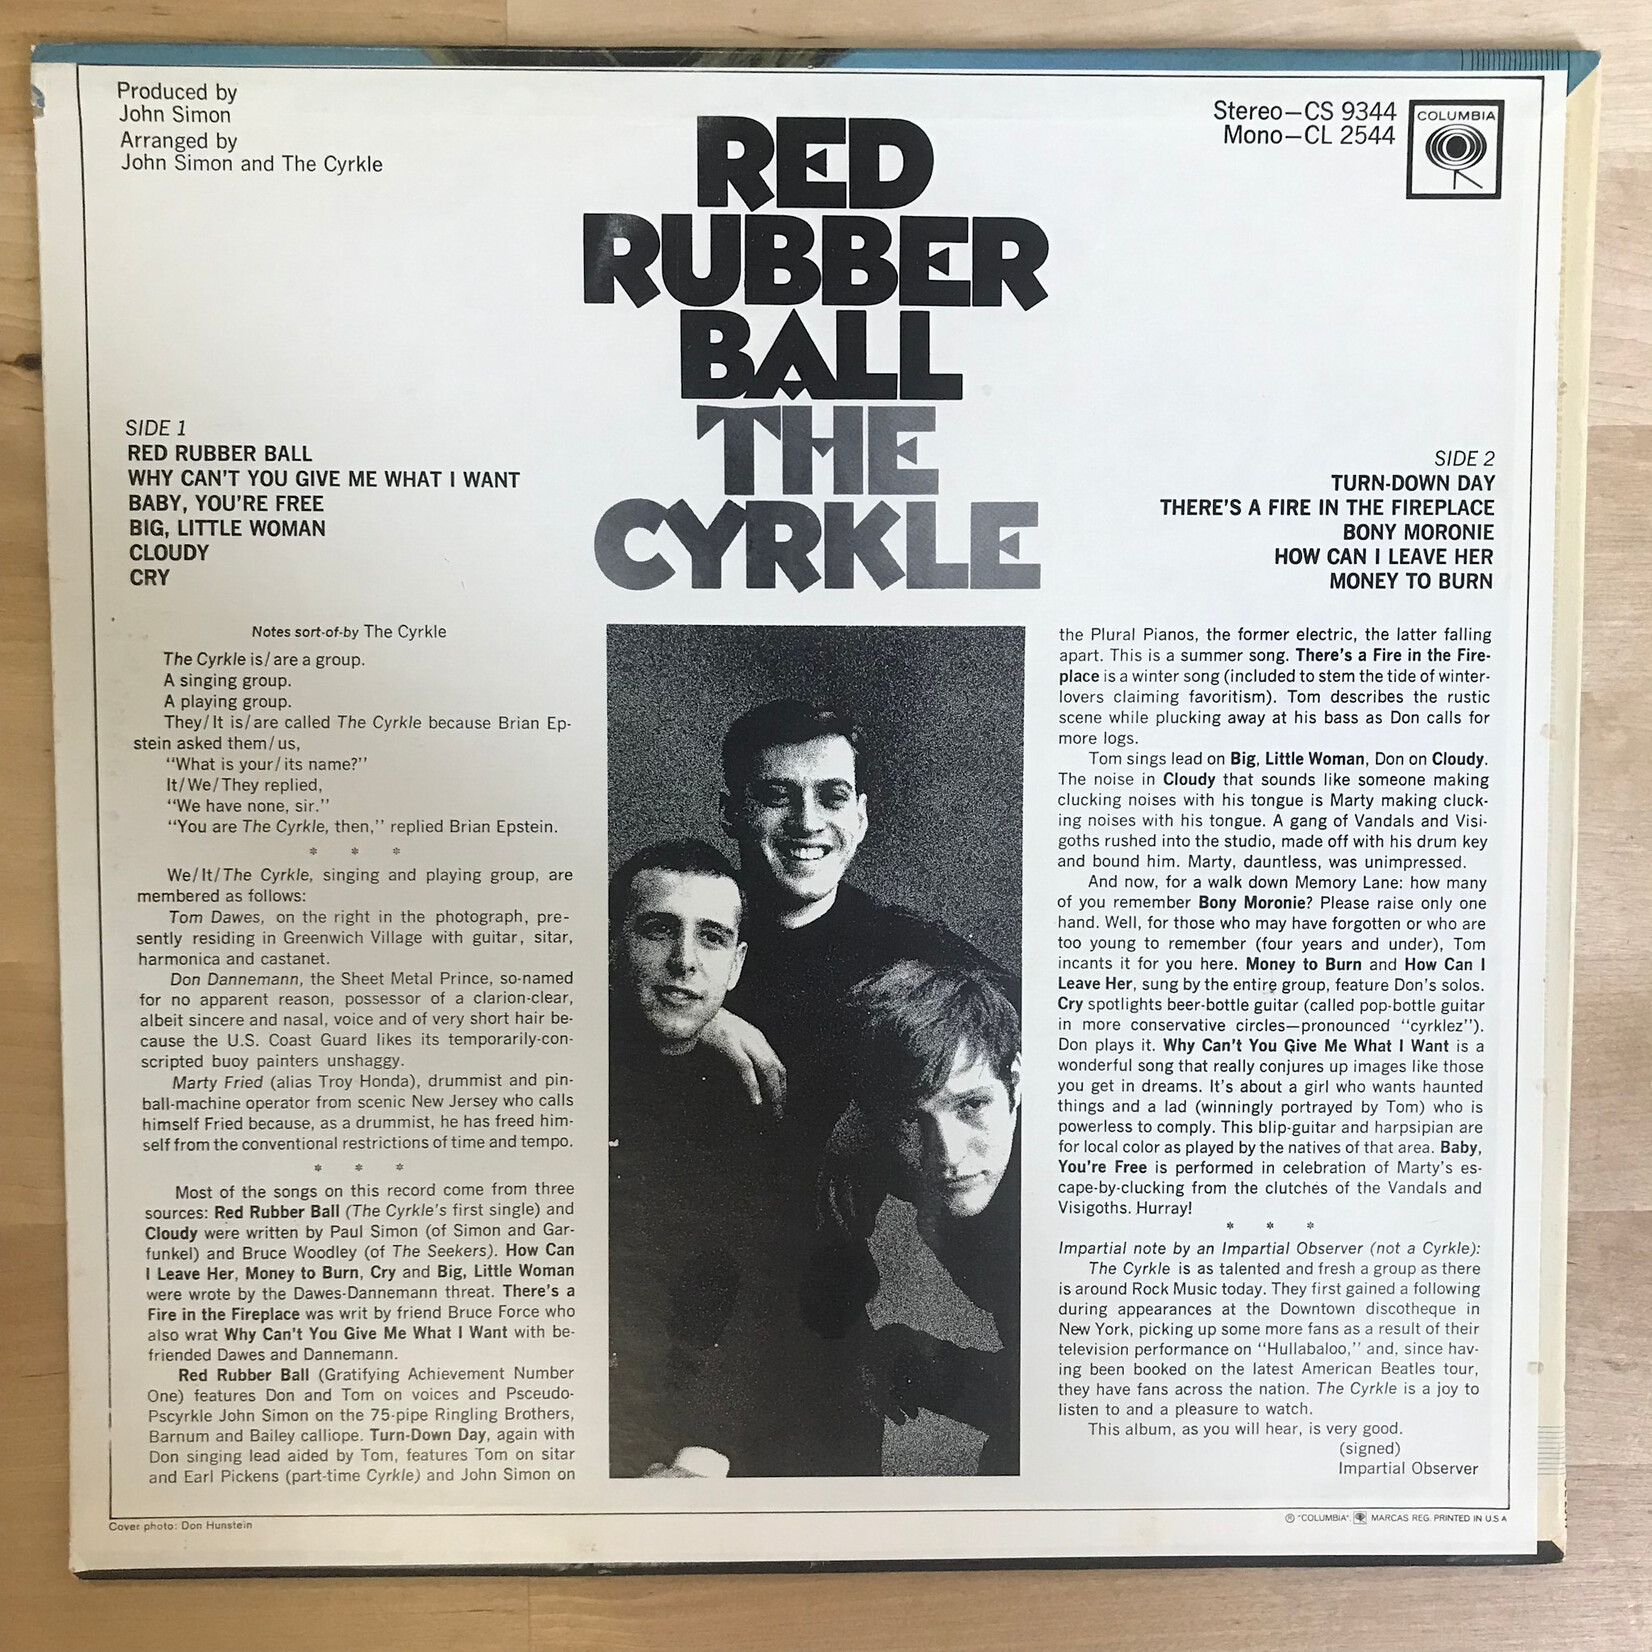 Produced by
John Simon
Arranged by
John Simon and The Cyrkle
Stereo—CS 9344
Mono—CL 2544
COLUMBIA
RED
RUBBER
BALL
THE
CYRKLE
SIDE 1
RED RUBBER BALL
WHY CAN'T YOU GIVE ME WHAT I WANT
BABY, YOU'RE FREE
BIG, LITTLE WOMAN
CLOUDY
CRY
SIDE 2
TURN-DOWN DAY
THERE'S A FIRE IN THE FIREPLACE
BONY MORONIE
HOW CAN I LEAVE HER
MONEY TO BURN
Notes sort-of-by The Cyrkle
The Cyrkle is/are a group.
A singing group.
A playing group.
They/It is/are called The Cyrkle because Brian Ep-
stein asked them/us,
"What is your/its name?"
It/We/They replied,
"We have none, sir."
"You are The Cyrkle, then," replied Brian Epstein.
* * *
We/It/The Cyrkle, singing and playing group, are
membered as follows:
Tom Dawes, on the right in the photograph, pre-
sently residing in Greenwich Village with guitar, sitar,
harmonica and castanet.
Don Dannemann, the Sheet Metal Prince, so-named
for no apparent reason, possessor of a clarion-clear,
albeit sincere and nasal, voice and of very short hair be-
cause the U.S. Coast Guard likes its temporarily-con-
scripted buoy painters unshaggy.
Marty Fried (alias Troy Honda), drummist and pin-
ball-machine operator from scenic New Jersey who calls
himself Fried because, as a drummist, he has freed him-
self from the conventional restrictions of time and tempo.
* * *
Most of the songs on this record come from three
sources: Red Rubber Ball (The Cyrkle's first single) and
Cloudy were written by Paul Simon (of Simon and Gar-
funkel) and Bruce Woodley (of The Seekers). How Can
I Leave Her, Money to Burn, Cry and Big, Little Woman
were wrote by the Dawes-Dannemann threat. There's a
Fire in the Fireplace was writ by friend Bruce Force who
also wrat Why Can't You Give Me What I Want with be-
friended Dawes and Dannemann.
Red Rubber Ball (Gratifying Achievement Number
One) features Don and Tom on voices and Psceudo-
Pscyrkle John Simon on the 75-pipe Ringling Brothers,
Barnum and Bailey calliope. Turn-Down Day, again with
Don singing lead aided by Tom, features Tom on sitar
and Earl Pickens (part-time Cyrkle) and John Simon on
the Plural Pianos, the former electric, the latter falling
apart. This is a summer song. There's a Fire in the Fire-
place is a winter song (included to stem the tide of winter-
lovers claiming favoritism). Tom describes the rustic
scene while plucking away at his bass as Don calls for
more logs.
Tom sings lead on Big, Little Woman, Don on Cloudy.
The noise in Cloudy that sounds like someone making
clucking noises with his tongue is Marty making cluck-
ing noises with his tongue. A gang of Vandals and Visi-
goths rushed into the studio, made off with his drum key
and bound him. Marty, dauntless, was unimpressed.
And now, for a walk down Memory Lane: how many
of you remember Bony Moronie? Please raise only one
hand. Well, for those who may have forgotten or who are
too young to remember (four years and under), Tom
incants it for you here. Money to Burn and How Can I
Leave Her, sung by the entire group, feature Don's solos.
Cry spotlights beer-bottle guitar (called pop-bottle guitar
in more conservative circles—pronounced "cyrklez").
Don plays it. Why Can't You Give Me What I Want is a
wonderful song that really conjures up images like those
you get in dreams. It's about a girl who wants haunted
things and a lad (winningly portrayed by Tom) who is
powerless to comply. This blip-guitar and harpsipian are
for local color as played by the natives of that area. Baby,
You're Free is performed in celebration of Marty's es-
cape-by-clucking from the clutches of the Vandals and
Visigoths. Hurray!
* * *
Impartial note by an Impartial Observer (not a Cyrkle):
The Cyrkle is as talented and fresh a group as there
is around Rock Music today. They first gained a following
during appearances at the Downtown discotheque in
New York, picking up some more fans as a result of their
television performance on "Hullabaloo," and, since hav-
ing been booked on the latest American Beatles tour,
they have fans across the nation. The Cyrkle is a joy to
listen to and a pleasure to watch.
This album, as you will hear, is very good.
(signed)
Impartial Observer
Cover photo: Don Hunstein
® "COLUMBIA", MARCAS REG. PRINTED IN U.S.A